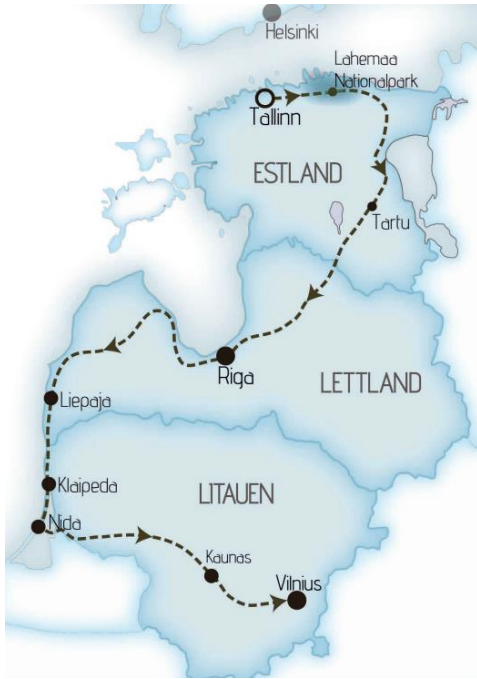 Helsinki
Lahemaa
Nationalpark
Tallinn
ESTLAND
Tartu
Riga
LETTLAND
Liepaja
Klaipeda
LITAUEN
Nida
Kaunas
Vilnius